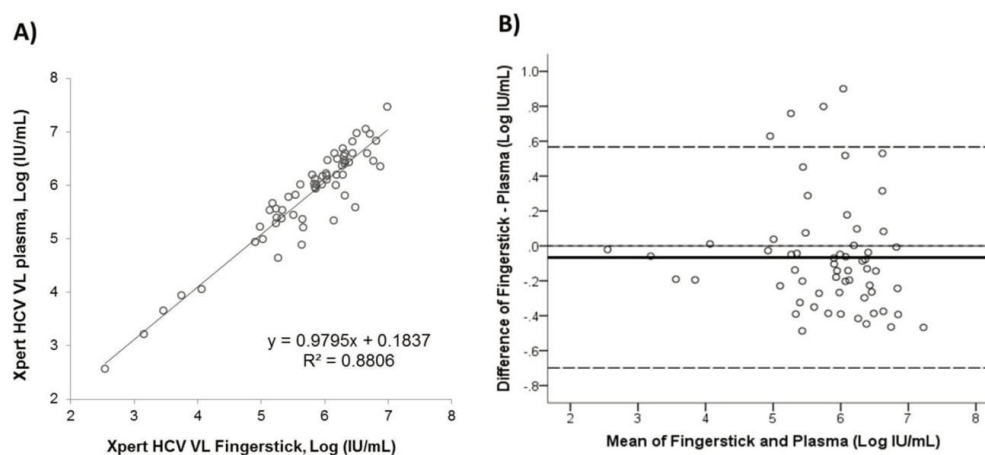 A)
Xpert HCV VL plasma, Log (IU/mL)
8
7
6
5
4
3
2
y = 0.9795x + 0.1837
R² = 0.8806
2 3 4 5 6 7 8
Xpert HCV VL Fingerstick, Log (IU/mL)
B)
Difference of Fingerstick - Plasma (Log IU/mL)
1.0
.8
.6
.4
.2
.0
-.2
-.4
-.6
-.8
2 3 4 5 6 7 8
Mean of Fingerstick and Plasma (Log IU/mL)